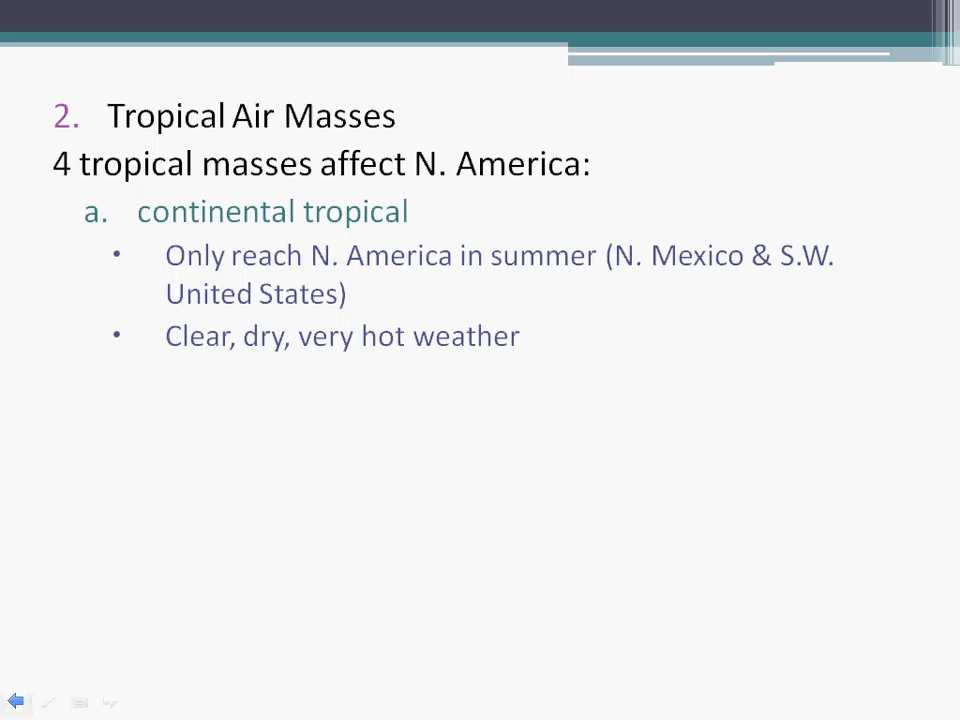 2. Tropical Air Masses
4 tropical masses affect N. America:
a. continental tropical
• Only reach N. America in summer (N. Mexico & S.W.
United States)
• Clear, dry, very hot weather